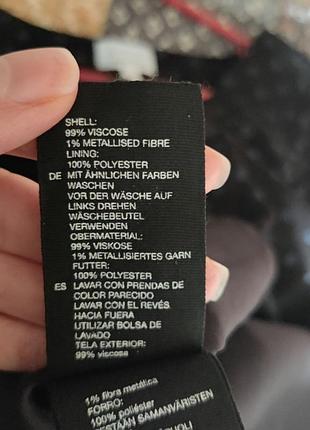 SHELL:
99% VISCOSE
1% METALLISED FIBRE
LINING:
100% POLYESTER
DE MIT ÄHNLICHEN FARBEN
WASCHEN
VOR DER WÄSCHE AUF
LINKS DREHEN
WÄSCHEBEUTEL
VERWENDEN
OBERMATERIAL:
99% VISKOSE
1% METALLISIERTES GARN
FUTTER:
100% POLYESTER
ES LAVAR CON PRENDAS DE
COLOR PARECIDO
LAVAR CON EL REVÉS
HACIA FUERA
UTILIZAR BOLSA DE
LAVADO
TELA EXTERIOR:
99% viscosa
1% fibra metálica
FORRO:
100% poliéster
SAMANVÄRISTEN